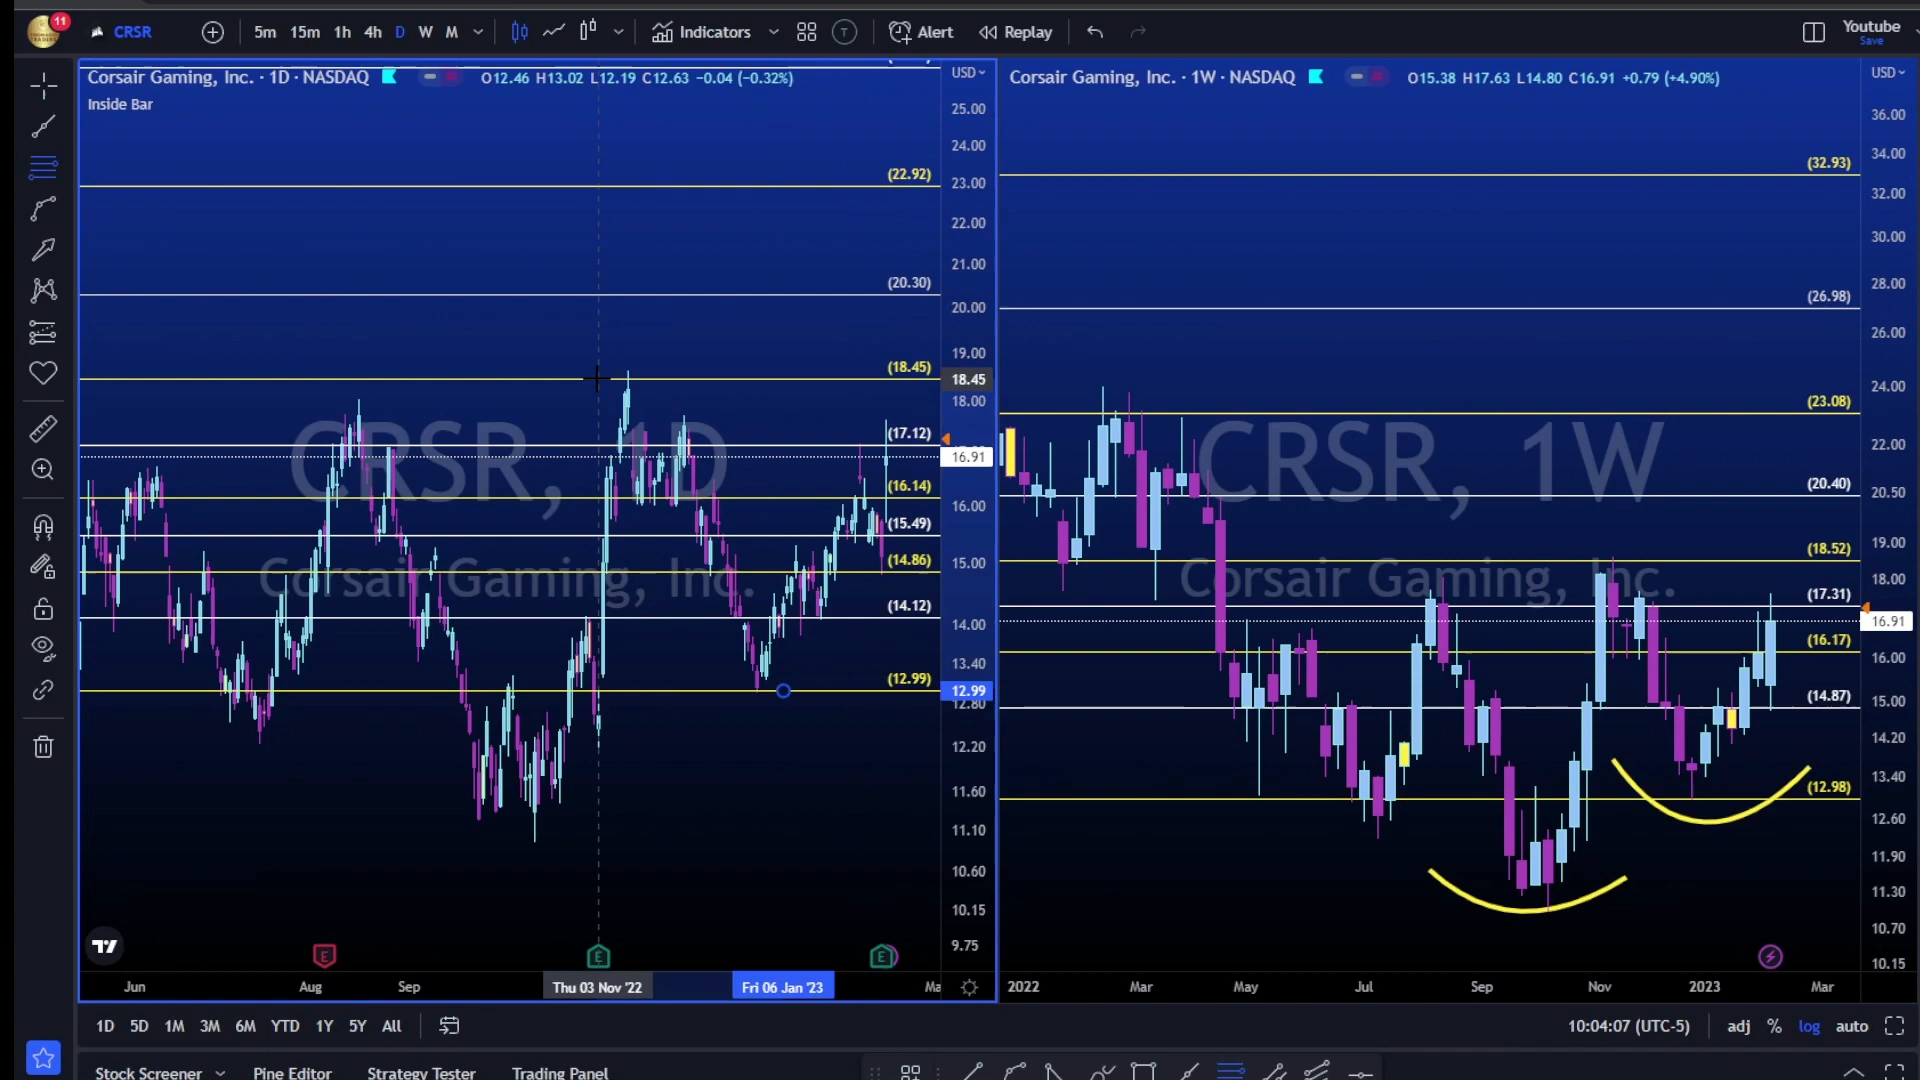 11
CRSR
5m 15m 1h 4h D W M
Indicators
T
Alert
Replay
Youtube
Save
Corsair Gaming, Inc. · 1D · NASDAQ
O12.46 H13.02 L12.19 C12.63 −0.04 (−0.32%)
Inside Bar
USD
25.00
24.00
(22.92)
23.00
22.00
21.00
(20.30)
20.00
19.00
(18.45)
18.45
18.00
(17.12)
16.91
(16.14)
16.00
(15.49)
15.00
(14.86)
(14.12)
14.00
13.40
(12.99)
12.99
12.80
12.20
11.60
11.10
10.60
10.15
9.75
CRSR, 1D
Corsair Gaming, Inc.
E
E
E
Jun Aug Sep Thu 03 Nov '22 Fri 06 Jan '23
Corsair Gaming, Inc. · 1W · NASDAQ
O15.38 H17.63 L14.80 C16.91 +0.79 (+4.90%)
USD
36.00
(32.93)
34.00
32.00
30.00
28.00
(26.98)
26.00
24.00
(23.08)
22.00
(20.40)
20.50
19.00
(18.52)
18.00
(17.31)
16.91
(16.17)
16.00
(14.87)
15.00
14.20
13.40
(12.98)
12.60
11.90
11.30
10.70
10.15
CRSR, 1W
Corsair Gaming, Inc.
2022 Mar May Jul Sep Nov 2023 Mar
1D 5D 1M 3M 6M YTD 1Y 5Y All
10:04:07 (UTC-5) adj % log auto
Stock Screener Pine Editor Strategy Tester Trading Panel